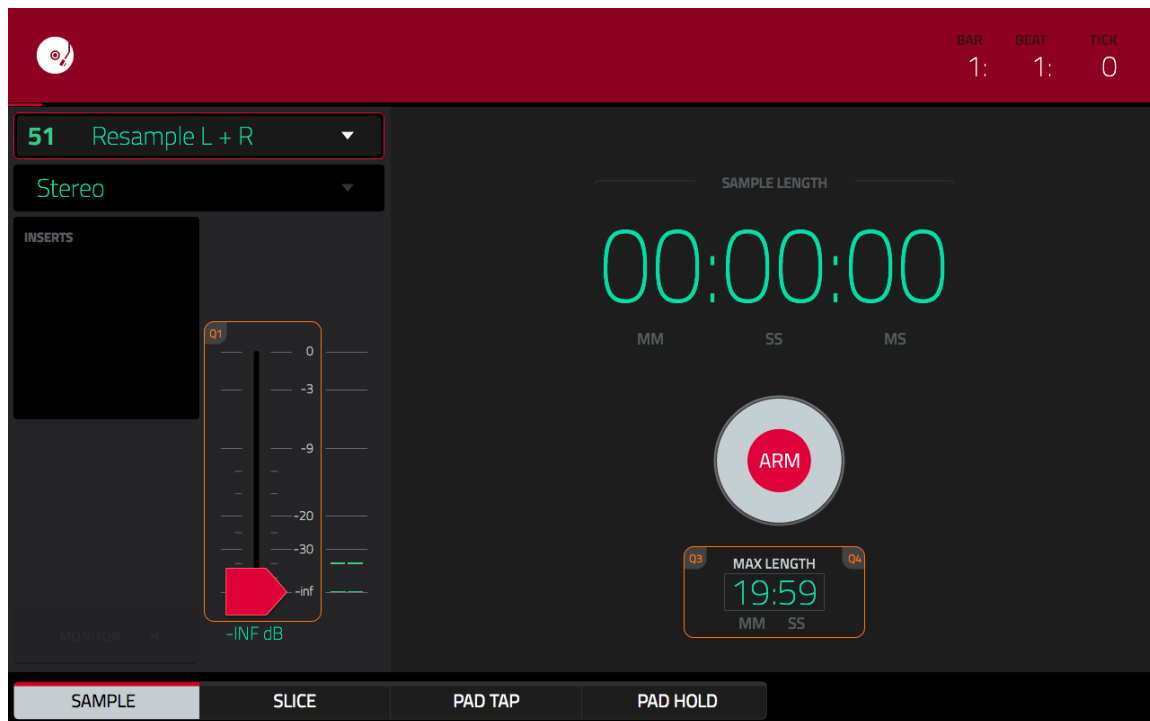 BAR BEAT TICK
1: 1: 0
51 Resample L + R
Stereo
SAMPLE LENGTH
INSERTS
00:00:00
MM SS MS
Q1
0
-3
-9
-20
-30
-inf
-INF dB
MONITOR
ARM
Q3 MAX LENGTH Q4
19:59
MM SS
SAMPLE SLICE PAD TAP PAD HOLD